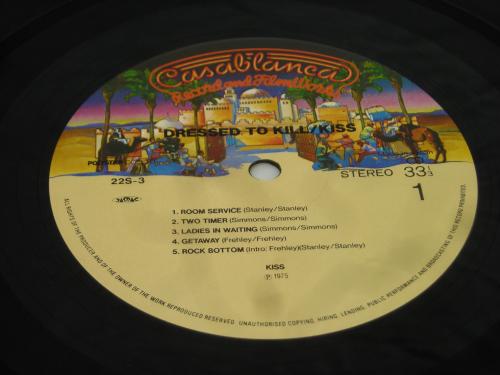 Casablanca
Record and FilmWorks
DRESSED TO KILL/KISS
POLYSTAR
22S-3
STEREO 33⅓
1
1. ROOM SERVICE (Stanley/Stanley)
2. TWO TIMER (Simmons/Simmons)
3. LADIES IN WAITING (Simmons/Simmons)
4. GETAWAY (Frehley/Frehley)
5. ROCK BOTTOM (Intro: Frehley)(Stanley/Stanley)
KISS
℗ 1975
ALL RIGHTS OF THE PRODUCER AND OF THE OWNER OF THE WORK REPRODUCED RESERVED. UNAUTHORISED COPYING, HIRING, LENDING, PUBLIC PERFORMANCE AND BROADCASTING OF THIS RECORD PROHIBITED.